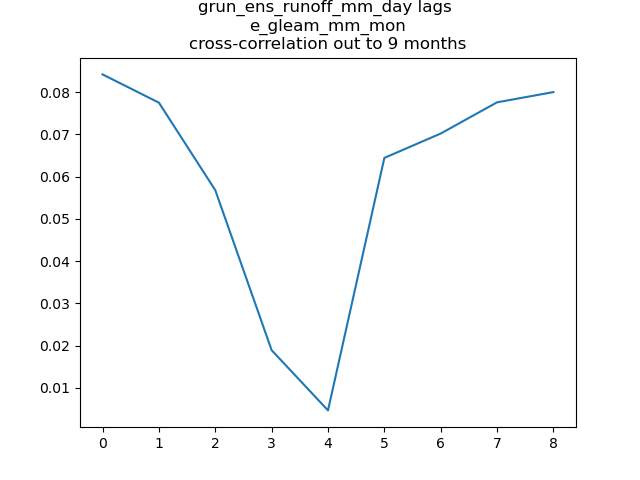 grun_ens_runoff_mm_day lags
e_gleam_mm_mon
cross-correlation out to 9 months
0.08
0.07
0.06
0.05
0.04
0.03
0.02
0.01
0 1 2 3 4 5 6 7 8